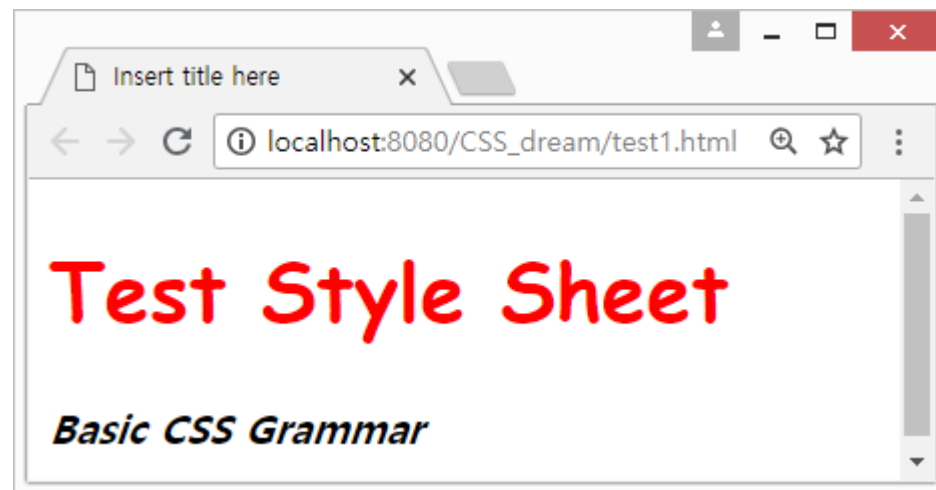 Insert title here
localhost:8080/CSS_dream/test1.html
Test Style Sheet
Basic CSS Grammar